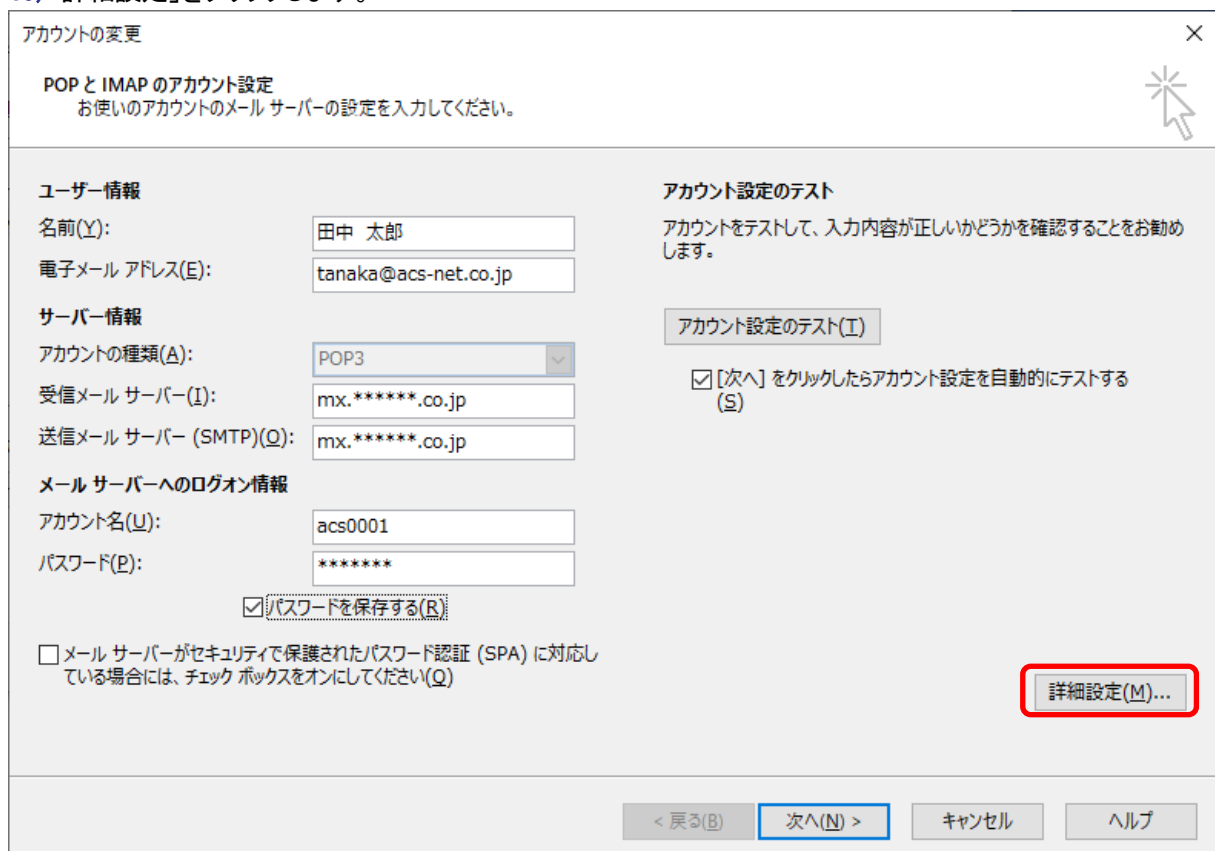 詳細設定」をクリックします。
アカウントの変更
POP と IMAP のアカウント設定
お使いのアカウントのメール サーバーの設定を入力してください。
ユーザー情報
名前(Y):
田中 太郎
電子メール アドレス(E):
tanaka@acs-net.co.jp
サーバー情報
アカウントの種類(A):
POP3
受信メール サーバー(I):
mx.******.co.jp
送信メール サーバー (SMTP)(O):
mx.******.co.jp
メール サーバーへのログオン情報
アカウント名(U):
acs0001
パスワード(P):
*******
パスワードを保存する(R)
メール サーバーがセキュリティで保護されたパスワード認証 (SPA) に対応し
ている場合には、チェック ボックスをオンにしてください(Q)
アカウント設定のテスト
アカウントをテストして、入力内容が正しいかどうかを確認することをお勧め
します。
アカウント設定のテスト(T)
[次へ] をクリックしたらアカウント設定を自動的にテストする
(S)
詳細設定(M)...
< 戻る(B)
次へ(N) >
キャンセル
ヘルプ